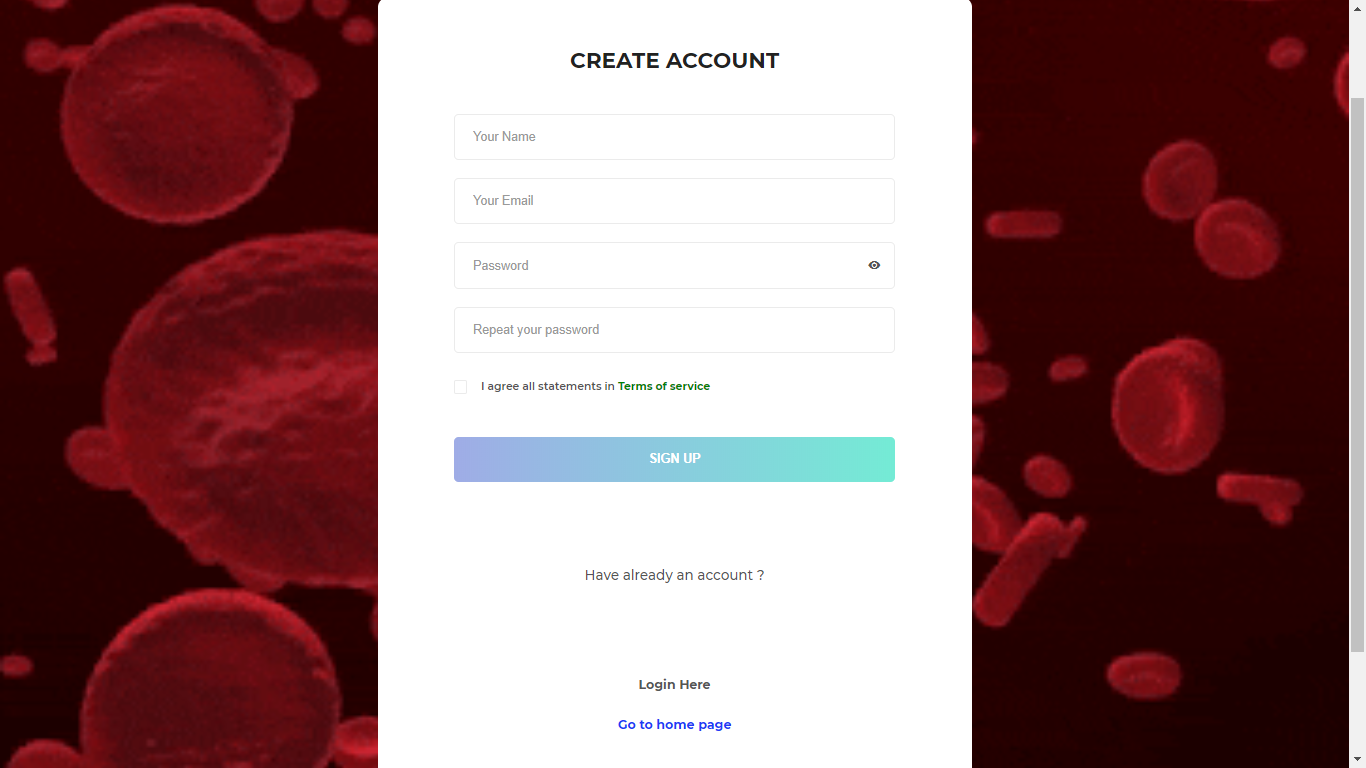 CREATE ACCOUNT
Your Name
Your Email
Password
Repeat your password
I agree all statements in Terms of service
SIGN UP
Have already an account ?
Login Here
Go to home page